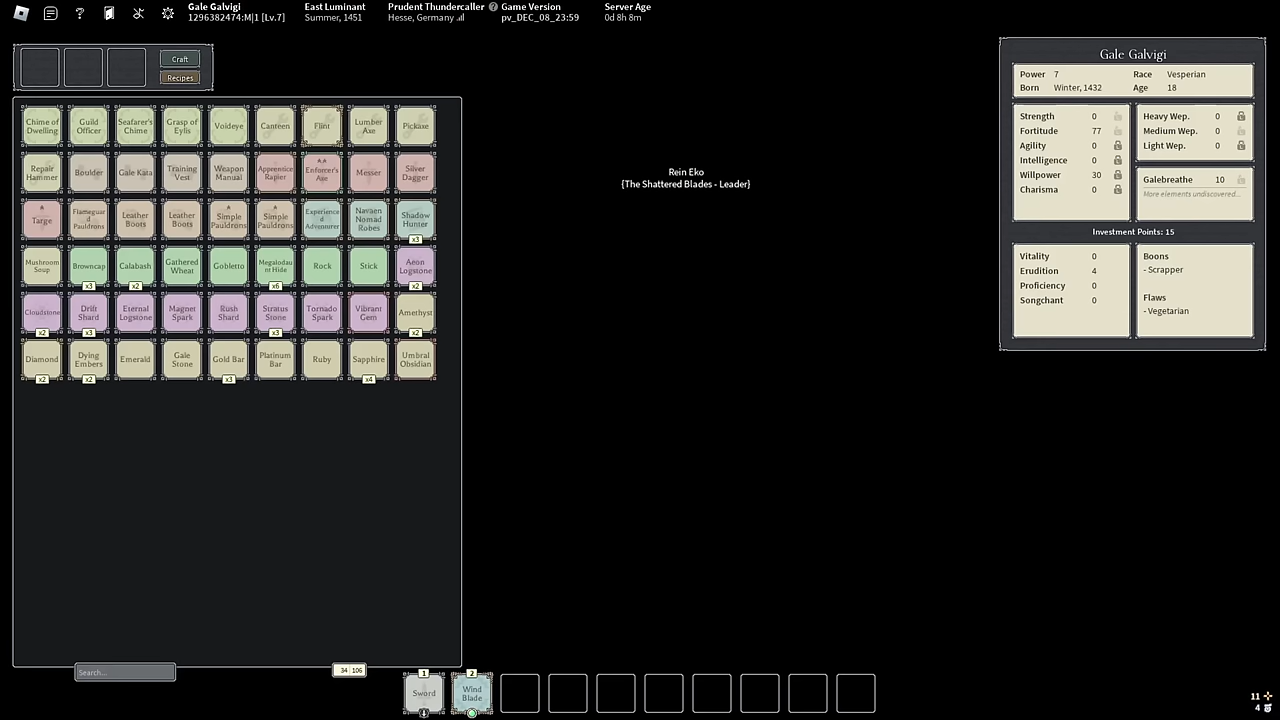 Gale Galvigi
1296382474:M|1 [Lv.7]
East Luminant
Summer, 1451
Prudent Thundercaller
Hesse, Germany
Game Version
pv_DEC_08_23:59
Server Age
0d 8h 8m
Craft
Recipes
Chime of Dwelling
Guild Officer
Seafarer's Chime
Grasp of Eylis
Voideye
Canteen
Flint
Lumber Axe
Pickaxe
Repair Hammer
Boulder
Gale Kata
Training Vest
Weapon Manual
Apprentice Rapier
Enforcer's Axe
Messer
Silver Dagger
Targe
Flameguard Pauldrons
Leather Boots
Leather Boots
Simple Pauldrons
Simple Pauldrons
Experienced Adventurer
Navaen Nomad Robes
Shadow Hunter
x3
Mushroom Soup
Browncap
x3
Calabash
x2
Gathered Wheat
Gobletto
Megalodaunt Hide
x6
Rock
Stick
Aeon Logstone
x2
Cloudstone
x2
Drift Shard
x3
Eternal Logstone
Magnet Spark
Rush Shard
Stratus Stone
x3
Tornado Spark
Vibrant Gem
Amethyst
x2
Diamond
x2
Dying Embers
x2
Emerald
Gale Stone
Gold Bar
x3
Platinum Bar
Ruby
Sapphire
x4
Umbral Obsidian
Search...
34 106
Rein Eko
{The Shattered Blades - Leader}
Gale Galvigi
Power 7
Race Vesperian
Born Winter, 1432
Age 18
Strength 0
Fortitude 77
Agility 0
Intelligence 0
Willpower 30
Charisma 0
Heavy Wep. 0
Medium Wep. 0
Light Wep. 0
Galebreathe 10
More elements undiscovered...
Investment Points: 15
Vitality 0
Erudition 4
Proficiency 0
Songchant 0
Boons
- Scrapper
Flaws
- Vegetarian
1
Sword
2
Wind Blade
11
4